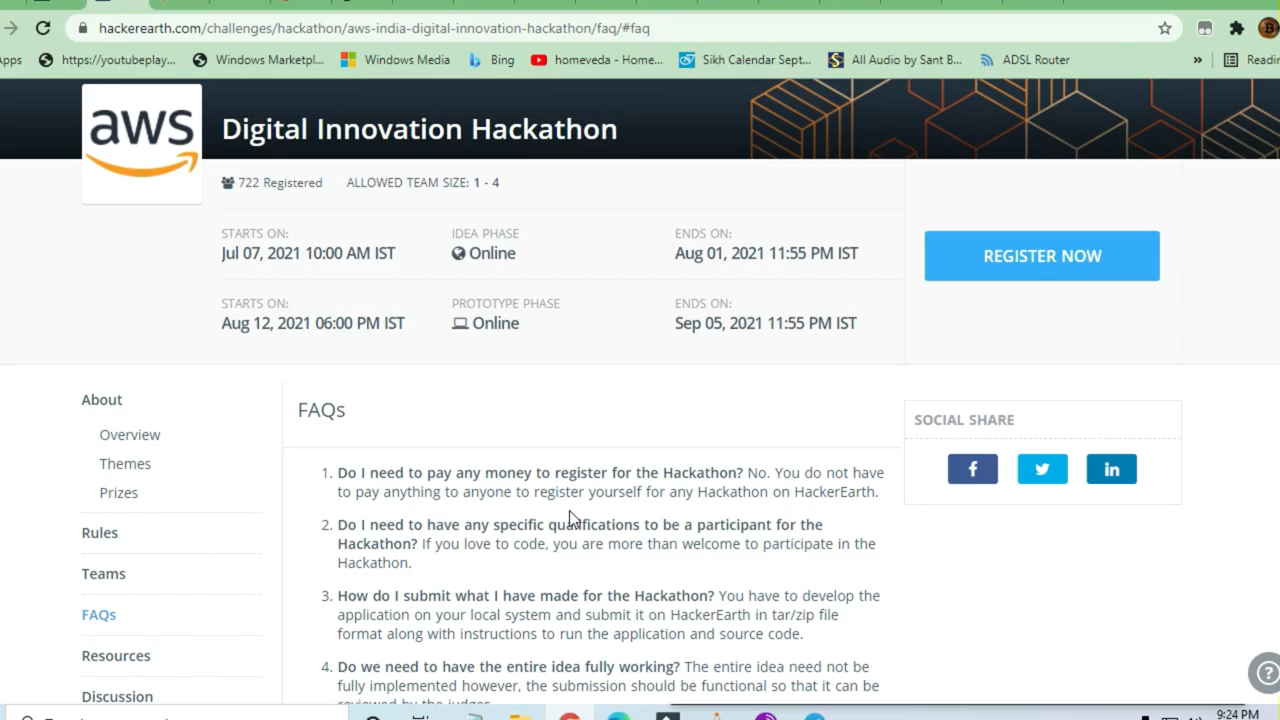 hackerearth.com/challenges/hackathon/aws-india-digital-innovation-hackathon/faq/#faq
https://youtubeplay... Windows Marketpl... Windows Media Bing homeveda - Home... Sikh Calendar Sept... All Audio by Sant B... ADSL Router »
aws
Digital Innovation Hackathon
722 Registered ALLOWED TEAM SIZE: 1 - 4
STARTS ON: IDEA PHASE ENDS ON:
Jul 07, 2021 10:00 AM IST Online Aug 01, 2021 11:55 PM IST
REGISTER NOW
STARTS ON: PROTOTYPE PHASE ENDS ON:
Aug 12, 2021 06:00 PM IST Online Sep 05, 2021 11:55 PM IST
About
Overview
Themes
Prizes
Rules
Teams
FAQs
Resources
Discussion
FAQs
1. Do I need to pay any money to register for the Hackathon? No. You do not have
to pay anything to anyone to register yourself for any Hackathon on HackerEarth.
2. Do I need to have any specific qualifications to be a participant for the
Hackathon? If you love to code, you are more than welcome to participate in the
Hackathon.
3. How do I submit what I have made for the Hackathon? You have to develop the
application on your local system and submit it on HackerEarth in tar/zip file
format along with instructions to run the application and source code.
4. Do we need to have the entire idea fully working? The entire idea need not be
fully implemented however, the submission should be functional so that it can be
reviewed by the judges.
SOCIAL SHARE
f in
?
9:24 PM